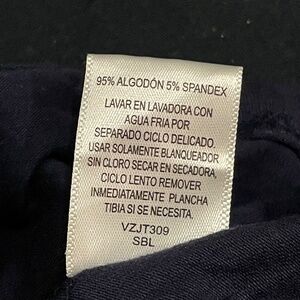 95% ALGODÓN 5% SPANDEX
LAVAR EN LAVADORA CON
AGUA FRIA POR
SEPARADO CICLO DELICADO.
USAR SOLAMENTE BLANQUEADOR
SIN CLORO SECAR EN SECADORA,
CICLO LENTO REMOVER
INMEDIATAMENTE PLANCHA
TIBIA SI SE NECESITA.
VZJT309
SBL